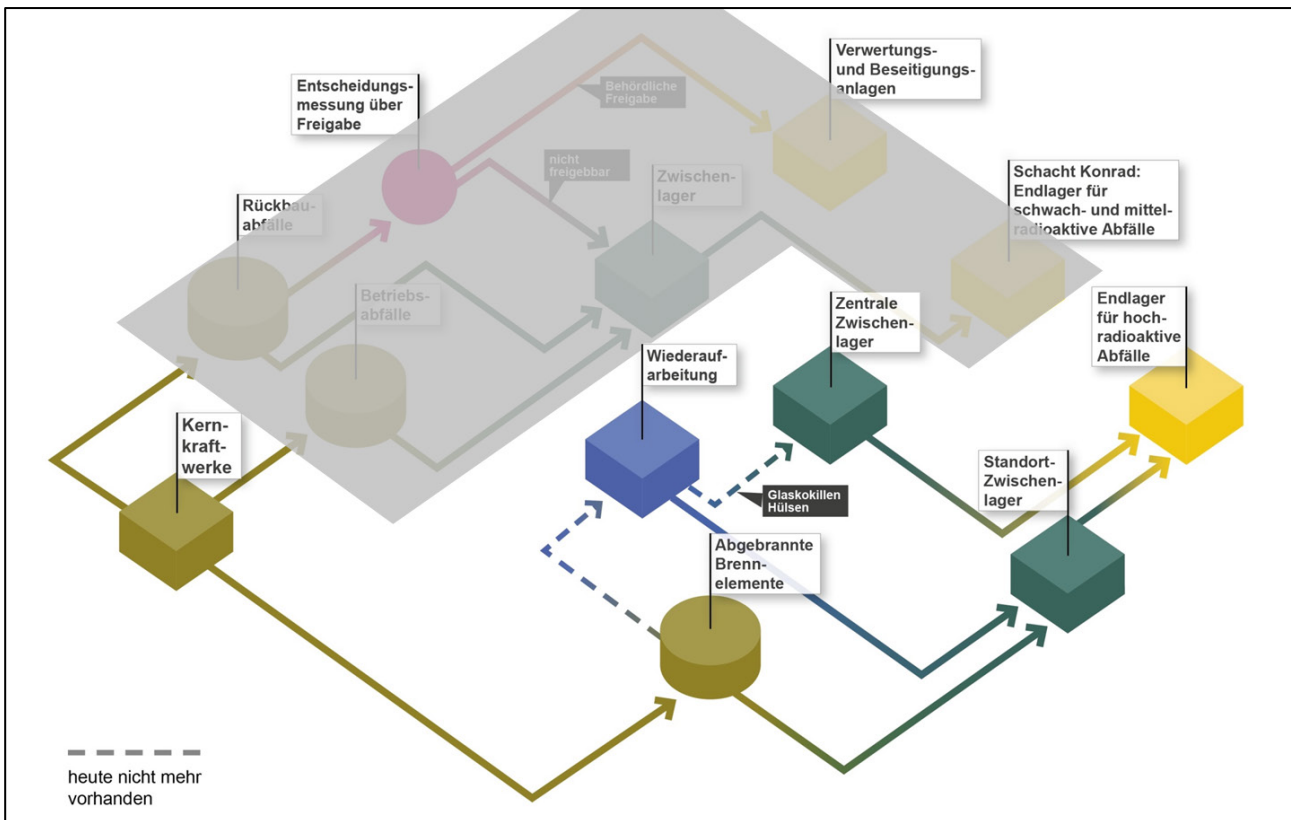 Verwertungs-
und Beseitigungs-
anlagen
Entscheidungs-
messung über
Freigabe
Behördliche
Freigabe
nicht
freigebbar
Zwischen-
lager
Schacht Konrad:
Endlager für
schwach- und mittel-
radioaktive Abfälle
Rückbau-
abfälle
Betriebs-
abfälle
Zentrale
Zwischen-
lager
Endlager
für hoch-
radioaktive
Abfälle
Wiederauf-
arbeitung
Kern-
kraft-
werke
Standort-
Zwischen-
lager
Glaskokillen
Hülsen
Abgebrannte
Brenn-
elemente
heute nicht mehr
vorhanden